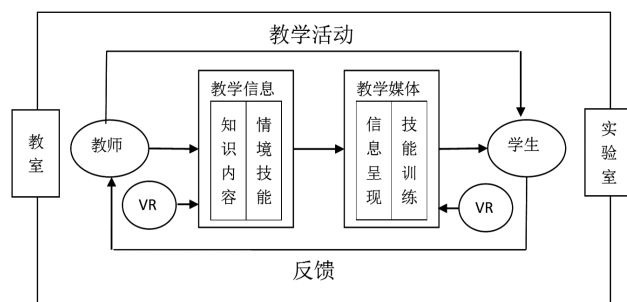 教学活动
教学信息
教学媒体
教室
教师
知识内容
情境技能
信息呈现
技能训练
学生
实验室
VR
VR
反馈